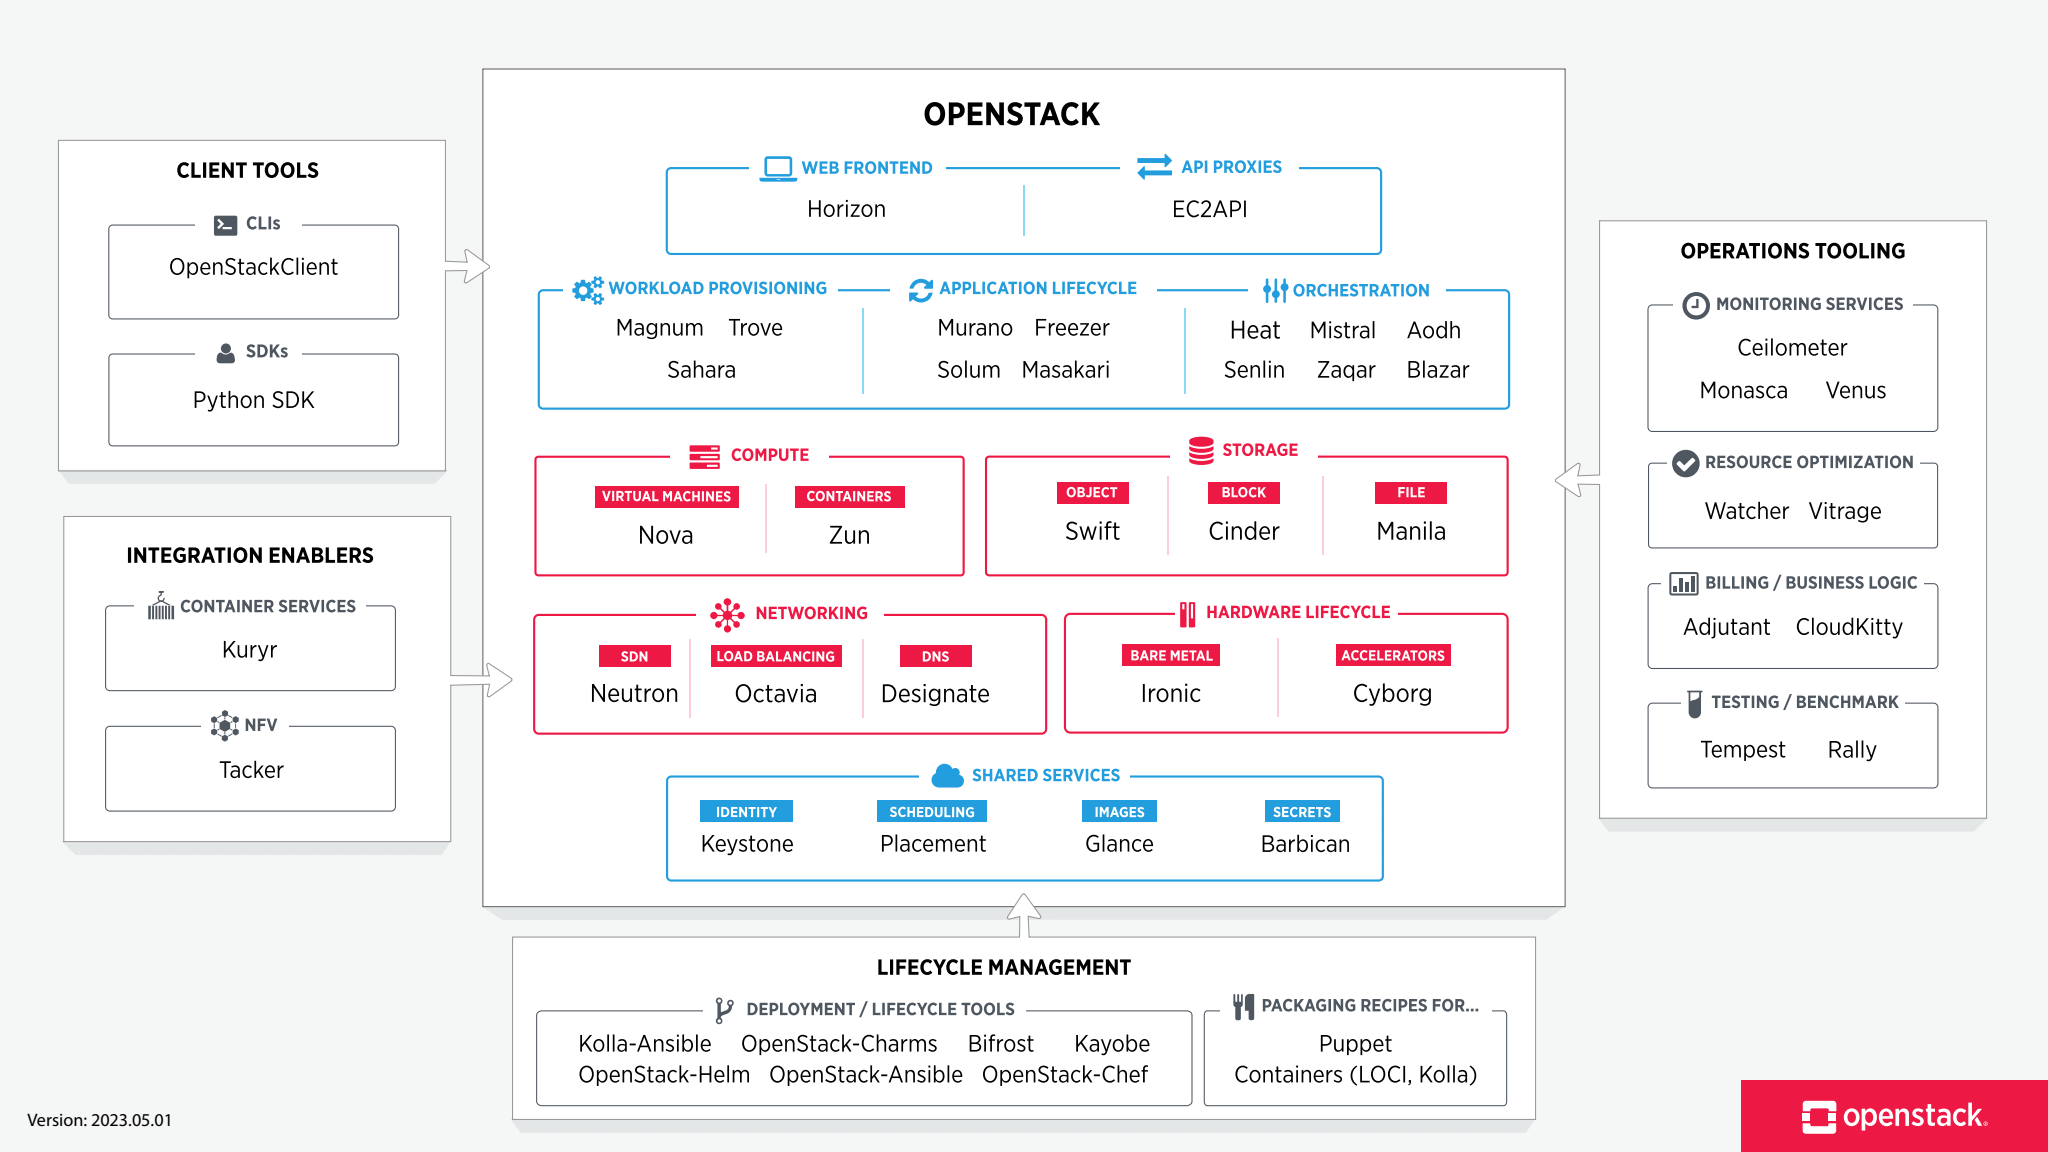 OPENSTACK
WEB FRONTEND
Horizon
API PROXIES
EC2API
WORKLOAD PROVISIONING
Magnum Trove
Sahara
APPLICATION LIFECYCLE
Murano Freezer
Solum Masakari
ORCHESTRATION
Heat Mistral Aodh
Senlin Zaqar Blazar
COMPUTE
VIRTUAL MACHINES
Nova
CONTAINERS
Zun
STORAGE
OBJECT
Swift
BLOCK
Cinder
FILE
Manila
NETWORKING
SDN
Neutron
LOAD BALANCING
Octavia
DNS
Designate
HARDWARE LIFECYCLE
BARE METAL
Ironic
ACCELERATORS
Cyborg
SHARED SERVICES
IDENTITY
Keystone
SCHEDULING
Placement
IMAGES
Glance
SECRETS
Barbican
CLIENT TOOLS
CLIs
OpenStackClient
SDKs
Python SDK
INTEGRATION ENABLERS
CONTAINER SERVICES
Kuryr
NFV
Tacker
OPERATIONS TOOLING
MONITORING SERVICES
Ceilometer
Monasca Venus
RESOURCE OPTIMIZATION
Watcher Vitrage
BILLING / BUSINESS LOGIC
Adjutant CloudKitty
TESTING / BENCHMARK
Tempest Rally
LIFECYCLE MANAGEMENT
DEPLOYMENT / LIFECYCLE TOOLS
Kolla-Ansible OpenStack-Charms Bifrost Kayobe
OpenStack-Helm OpenStack-Ansible OpenStack-Chef
PACKAGING RECIPES FOR...
Puppet
Containers (LOCI, Kolla)
Version: 2023.05.01
openstack.